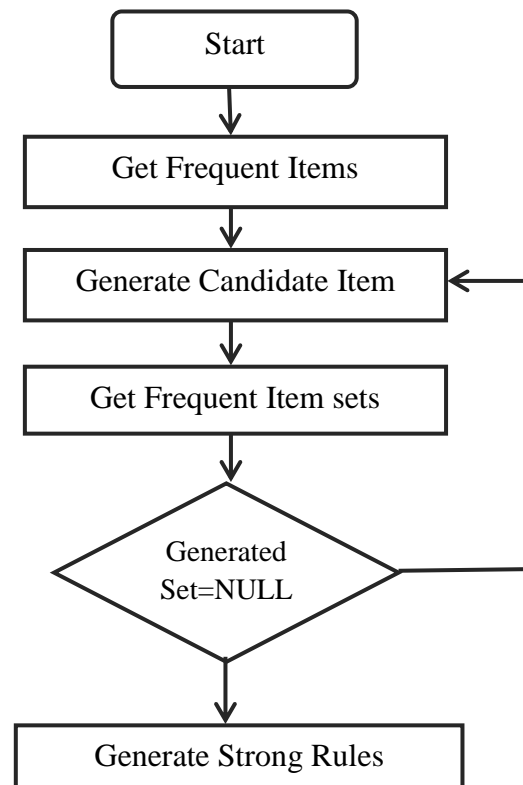 Start
Get Frequent Items
Generate Candidate Item
Get Frequent Item sets
Generated
Set=NULL
Generate Strong Rules